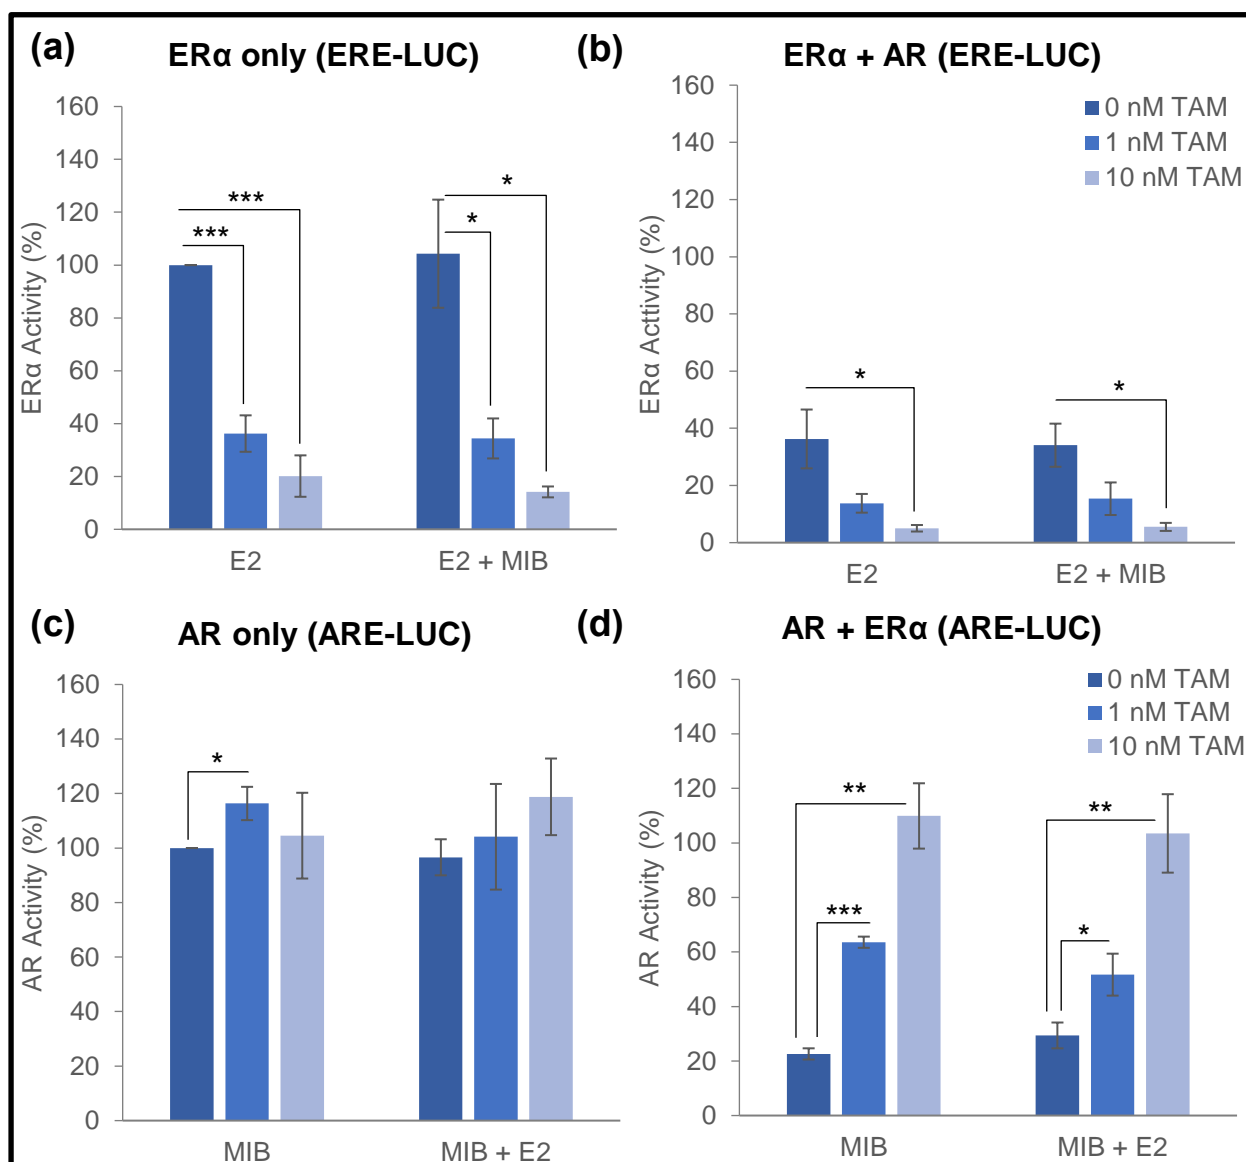 (a)
ERα only (ERE-LUC)
160
140
120
100
80
60
40
20
0
ERα Activity (%)
***
***
*
*
E2
E2 + MIB
(b)
ERα + AR (ERE-LUC)
160
140
120
100
80
60
40
20
0
ERα Acttivity (%)
0 nM TAM
1 nM TAM
10 nM TAM
*
*
E2
E2 + MIB
(c)
AR only (ARE-LUC)
160
140
120
100
80
60
40
20
0
AR Activity (%)
*
MIB
MIB + E2
(d)
AR + ERα (ARE-LUC)
160
140
120
100
80
60
40
20
0
AR Activity (%)
0 nM TAM
1 nM TAM
10 nM TAM
**
***
**
*
MIB
MIB + E2